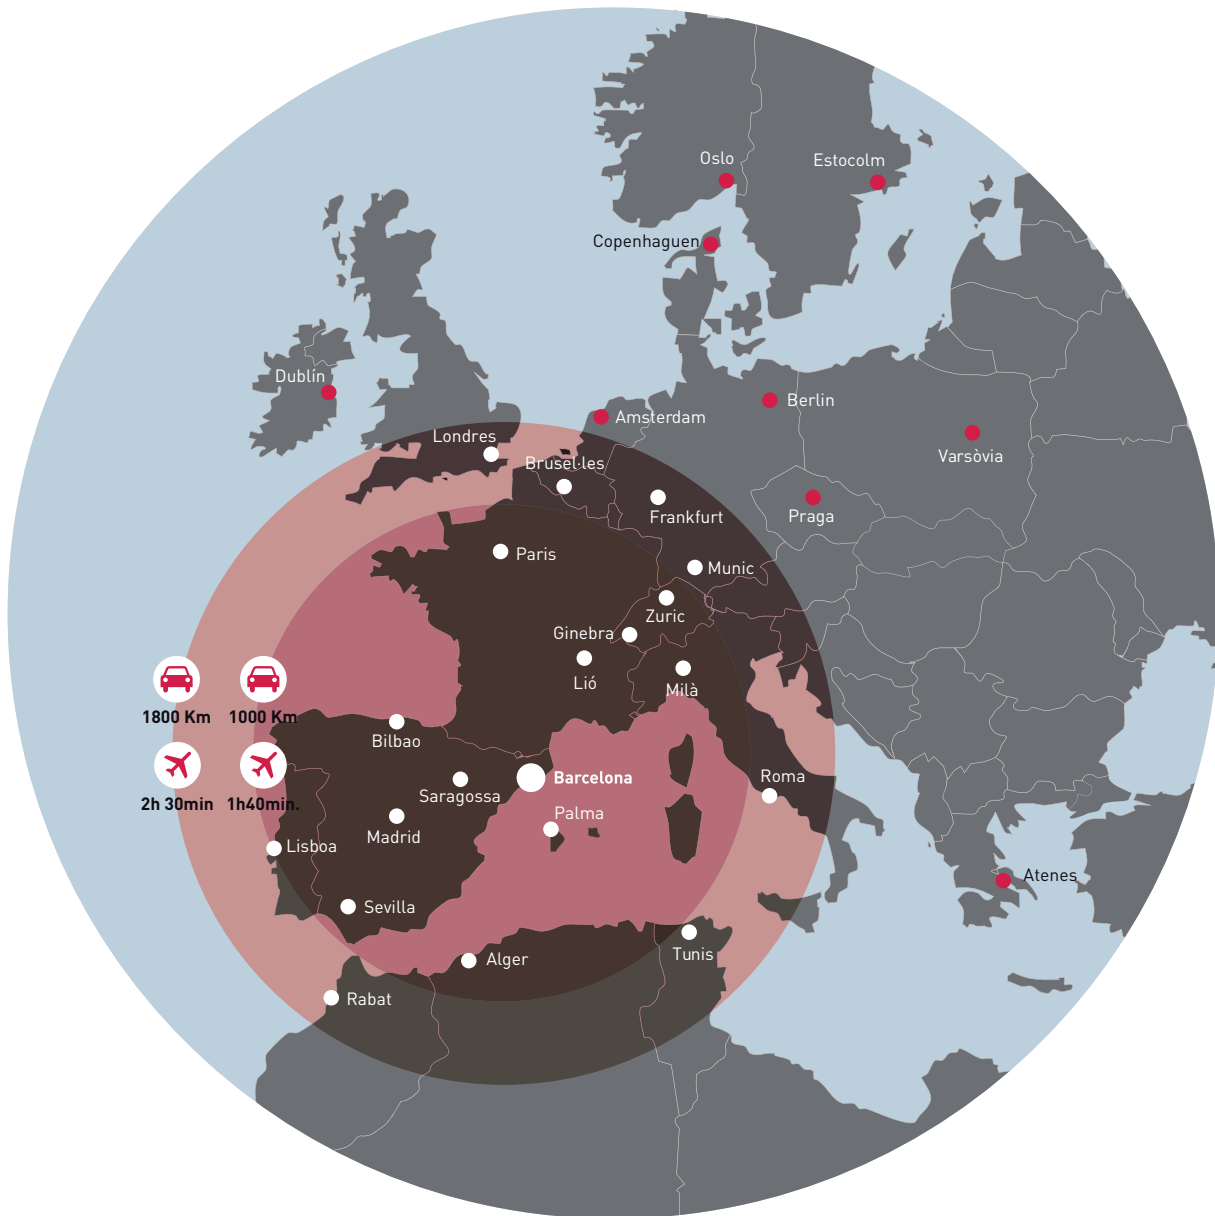 Oslo
Estocolm
Copenhaguen
Dublín
Amsterdam
Berlin
Londres
Varsòvia
Brusel·les
Frankfurt
Praga
Paris
Munic
Zuric
Ginebra
Lió
Milà
1800 Km
1000 Km
Bilbao
Barcelona
Roma
Saragossa
2h 30min
1h40min.
Palma
Madrid
Lisboa
Atenes
Sevilla
Tunis
Alger
Rabat